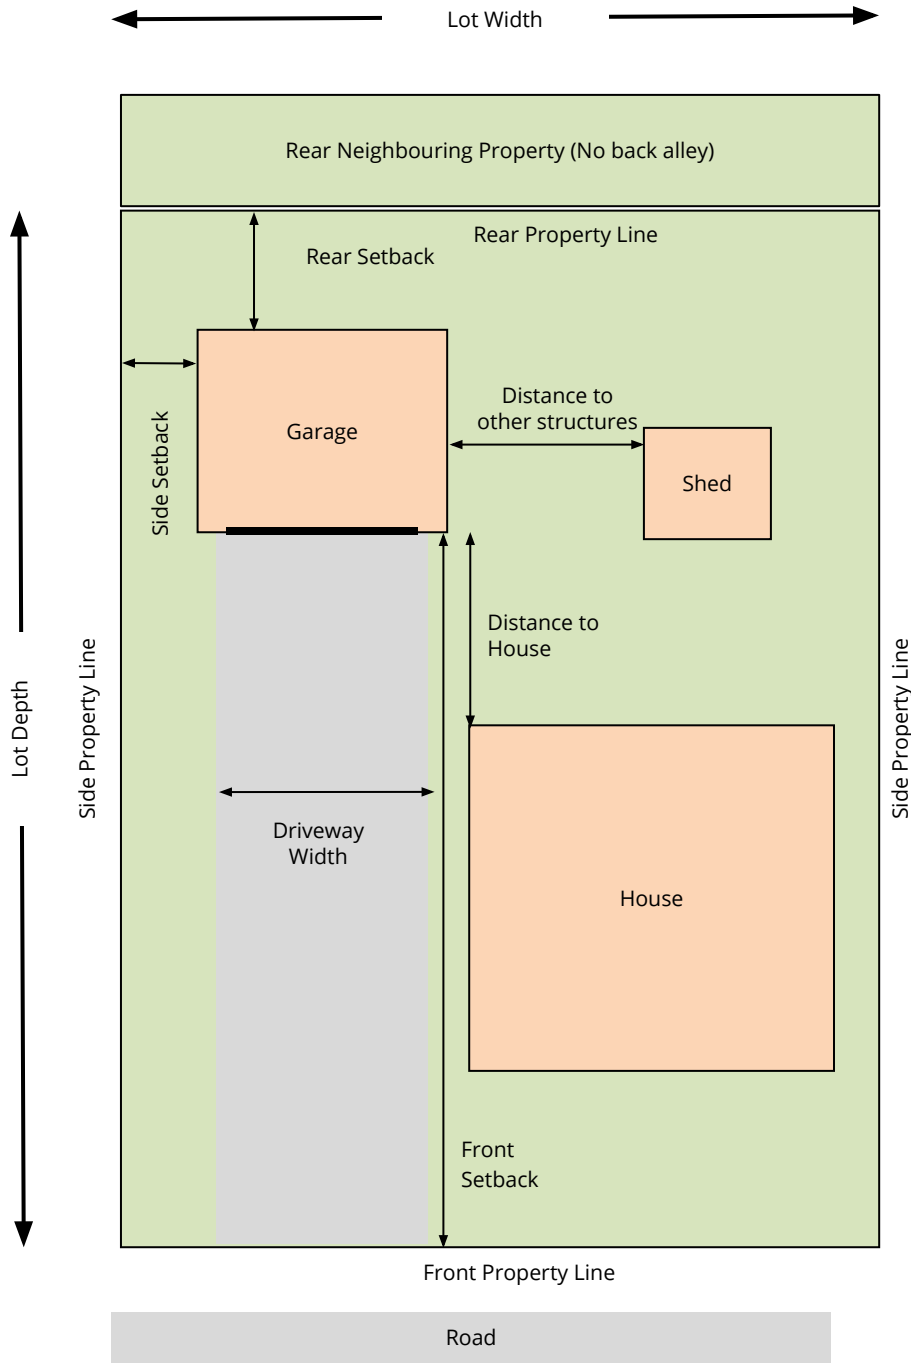 Lot Width
Rear Neighbouring Property (No back alley)
Rear Property Line
Rear Setback
Distance to
other structures
Garage
Side Setback
Shed
Distance to
House
Side Property Line
Side Property Line
Lot Depth
Driveway
Width
House
Front
Setback
Front Property Line
Road